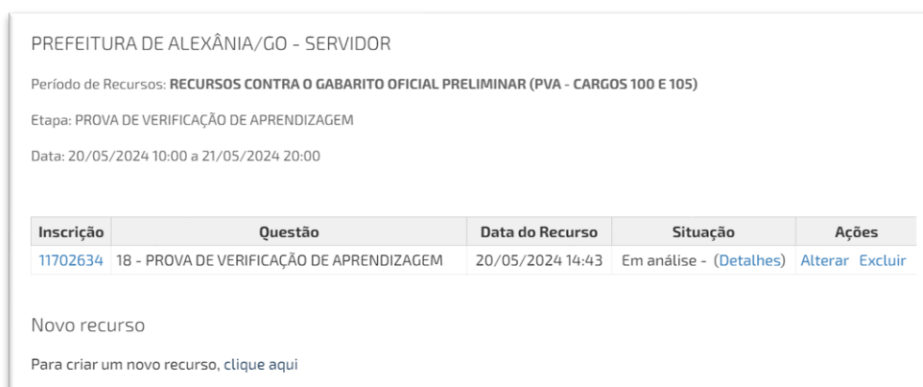 PREFEITURA DE ALEXÂNIA/GO - SERVIDOR
Período de Recursos: RECURSOS CONTRA O GABARITO OFICIAL PRELIMINAR (PVA - CARGOS 100 E 105)
Etapa: PROVA DE VERIFICAÇÃO DE APRENDIZAGEM
Data: 20/05/2024 10:00 a 21/05/2024 20:00
Inscrição Questão Data do Recurso Situação Ações
11702634 18 - PROVA DE VERIFICAÇÃO DE APRENDIZAGEM 20/05/2024 14:43 Em análise - (Detalhes) Alterar Excluir
Novo recurso
Para criar um novo recurso, clique aqui